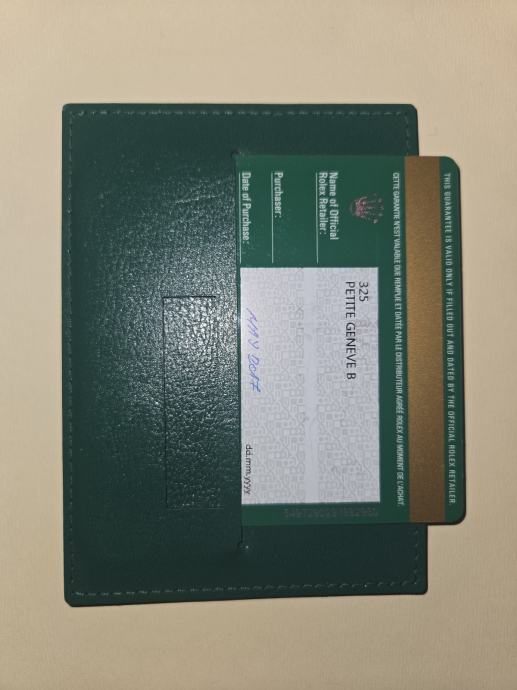 THIS GUARANTEE IS VALID ONLY IF FILLED OUT AND DATED BY THE OFFICIAL ROLEX RETAILER.
CETTE GARANTIE N'EST VALABLE QUE REMPLIE ET DATÉE PAR LE DISTRIBUTEUR AGRÉÉ ROLEX AU MOMENT DE L'ACHAT.
325
PETITE GENEVE B
Name of Official
Rolex Retailer:
Purchaser:
Date of Purchase:
dd.mm.yyyy